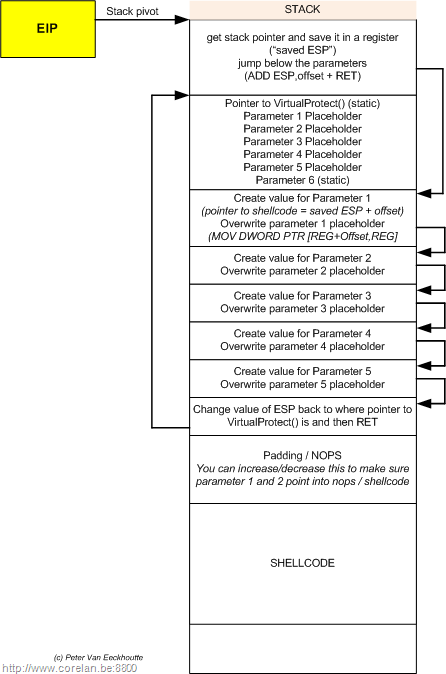 STACK
EIP
Stack pivot
get stack pointer and save it in a register
("saved ESP")
jump below the parameters
(ADD ESP,offset + RET)
Pointer to VirtualProtect() (static)
Parameter 1 Placeholder
Parameter 2 Placeholder
Parameter 3 Placeholder
Parameter 4 Placeholder
Parameter 5 Placeholder
Parameter 6 (static)
Create value for Parameter 1
(pointer to shellcode = saved ESP + offset)
Overwrite parameter 1 placeholder
(MOV DWORD PTR [REG+Offset,REG]
Create value for Parameter 2
Overwrite parameter 2 placeholder
Create value for Parameter 3
Overwrite parameter 3 placeholder
Create value for Parameter 4
Overwrite parameter 4 placeholder
Create value for Parameter 5
Overwrite parameter 5 placeholder
Change value of ESP back to where pointer to
VirtualProtect() is and then RET
Padding / NOPS
You can increase/decrease this to make sure
parameter 1 and 2 point into nops / shellcode
SHELLCODE
(c) Peter Van Eeckhoutte
http://www.corelan.be:8800